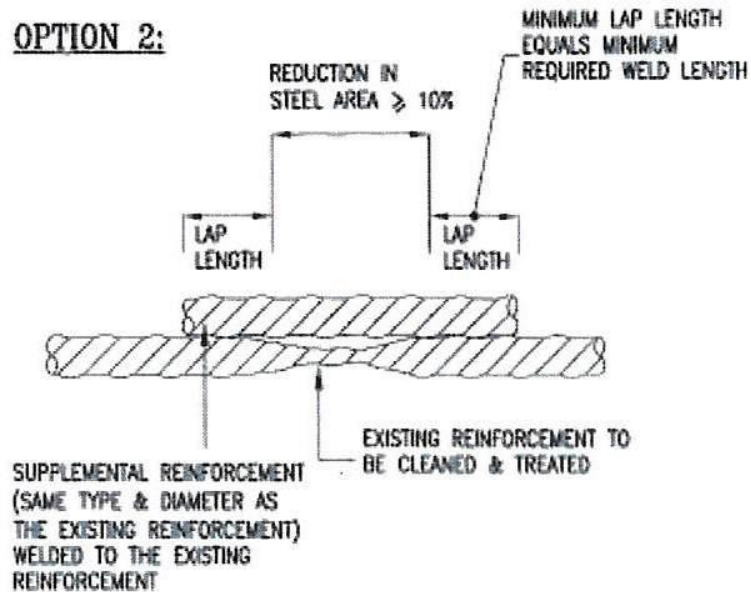 OPTION 2:
MINIMUM LAP LENGTH
EQUALS MINIMUM
REQUIRED WELD LENGTH
REDUCTION IN
STEEL AREA ⩾ 10%
LAP
LENGTH
LAP
LENGTH
EXISTING REINFORCEMENT TO
BE CLEANED & TREATED
SUPPLEMENTAL REINFORCEMENT
(SAME TYPE & DIAMETER AS
THE EXISTING REINFORCEMENT)
WELDED TO THE EXISTING
REINFORCEMENT